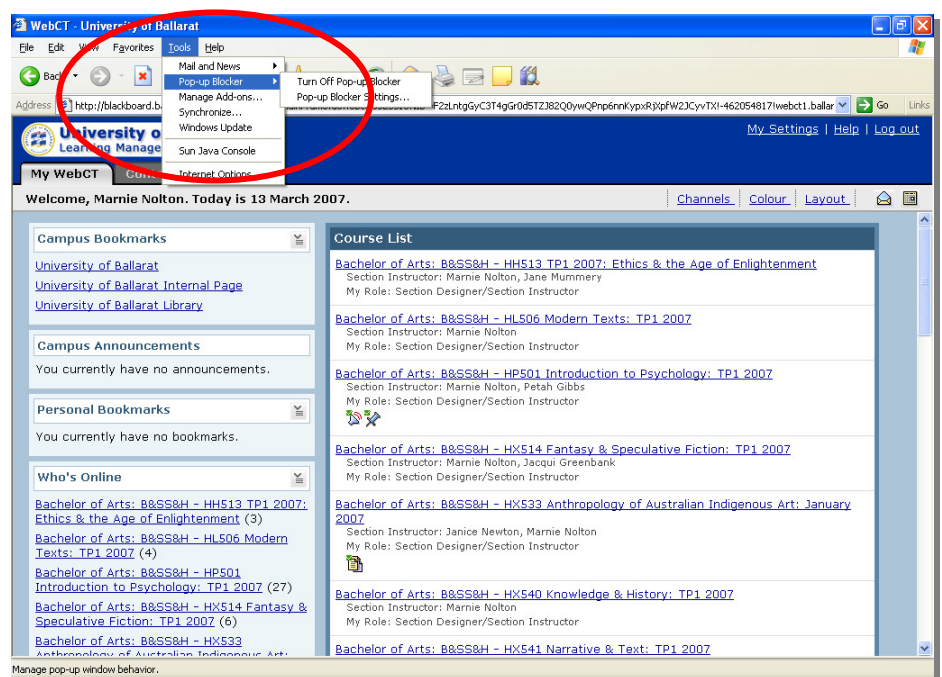 WebCT - University of Ballarat
File Edit View Favorites Tools Help
Mail and News
Pop-up Blocker
Manage Add-ons...
Synchronize...
Windows Update
Sun Java Console
Internet Options
Turn Off Pop-up Blocker
Pop-up Blocker Settings...
Back
Address http://blackboard.b Go Links
University o
Learning Manage
My Settings | Help | Log out
My WebCT
Welcome, Marnie Nolton. Today is 13 March 2007.
Channels Colour Layout
Campus Bookmarks
University of Ballarat
University of Ballarat Internal Page
University of Ballarat Library
Campus Announcements
You currently have no announcements.
Personal Bookmarks
You currently have no bookmarks.
Who's Online
Bachelor of Arts: B&SS&H - HH513 TP1 2007:
Ethics & the Age of Enlightenment (3)
Bachelor of Arts: B&SS&H - HL506 Modern
Texts: TP1 2007 (4)
Bachelor of Arts: B&SS&H - HP501
Introduction to Psychology: TP1 2007 (27)
Bachelor of Arts: B&SS&H - HX514 Fantasy &
Speculative Fiction: TP1 2007 (6)
Bachelor of Arts: B&SS&H - HX533
Anthropology of Australian Indigenous Art:
Course List
Bachelor of Arts: B&SS&H - HH513 TP1 2007: Ethics & the Age of Enlightenment
Section Instructor: Marnie Nolton, Jane Mummery
My Role: Section Designer/Section Instructor
Bachelor of Arts: B&SS&H - HL506 Modern Texts: TP1 2007
Section Instructor: Marnie Nolton
My Role: Section Designer/Section Instructor
Bachelor of Arts: B&SS&H - HP501 Introduction to Psychology: TP1 2007
Section Instructor: Marnie Nolton, Petah Gibbs
My Role: Section Designer/Section Instructor
Bachelor of Arts: B&SS&H - HX514 Fantasy & Speculative Fiction: TP1 2007
Section Instructor: Marnie Nolton, Jacqui Greenbank
My Role: Section Designer/Section Instructor
Bachelor of Arts: B&SS&H - HX533 Anthropology of Australian Indigenous Art: January
2007
Section Instructor: Janice Newton, Marnie Nolton
My Role: Section Designer/Section Instructor
Bachelor of Arts: B&SS&H - HX540 Knowledge & History: TP1 2007
Section Instructor: Marnie Nolton
My Role: Section Designer/Section Instructor
Bachelor of Arts: B&SS&H - HX541 Narrative & Text: TP1 2007
Manage pop-up window behavior.